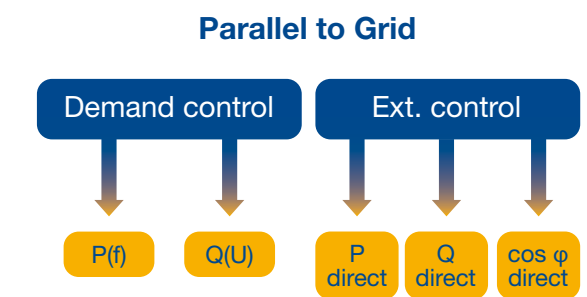 Parallel to Grid
Demand control
Ext. control
P(f)
Q(U)
P
direct
Q
direct
cos φ
direct